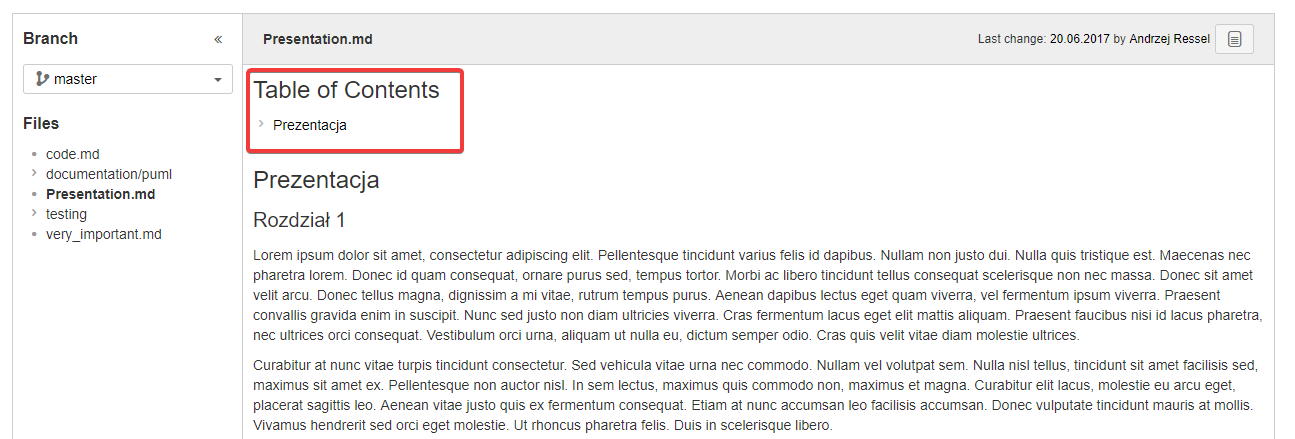 Branch
master
Files
code.md
documentation/puml
Presentation.md
testing
very_important.md
Presentation.md
Last change: 20.06.2017 by Andrzej Ressel
Table of Contents
Prezentacja
Prezentacja
Rozdział 1
Lorem ipsum dolor sit amet, consectetur adipiscing elit. Pellentesque tincidunt varius felis id dapibus. Nullam non justo dui. Nulla quis tristique est. Maecenas nec
pharetra lorem. Donec id quam consequat, ornare purus sed, tempus tortor. Morbi ac libero tincidunt tellus consequat scelerisque non nec massa. Donec sit amet
velit arcu. Donec tellus magna, dignissim a mi vitae, rutrum tempus purus. Aenean dapibus lectus eget quam viverra, vel fermentum ipsum viverra. Praesent
convallis gravida enim in suscipit. Nunc sed justo non diam ultricies viverra. Cras fermentum lacus eget elit mattis aliquam. Praesent faucibus nisi id lacus pharetra,
nec ultrices orci consequat. Vestibulum orci urna, aliquam ut nulla eu, dictum semper odio. Cras quis velit vitae diam molestie ultrices.
Curabitur at nunc vitae turpis tincidunt consectetur. Sed vehicula vitae urna nec commodo. Nullam vel volutpat sem. Nulla nisl tellus, tincidunt sit amet facilisis sed,
maximus sit amet ex. Pellentesque non auctor nisl. In sem lectus, maximus quis commodo non, maximus et magna. Curabitur elit lacus, molestie eu arcu eget,
placerat sagittis leo. Aenean vitae justo quis ex fermentum consequat. Etiam at nunc accumsan leo facilisis accumsan. Donec vulputate tincidunt mauris at mollis.
Vivamus hendrerit sed orci eget molestie. Ut rhoncus pharetra felis. Duis in scelerisque libero.